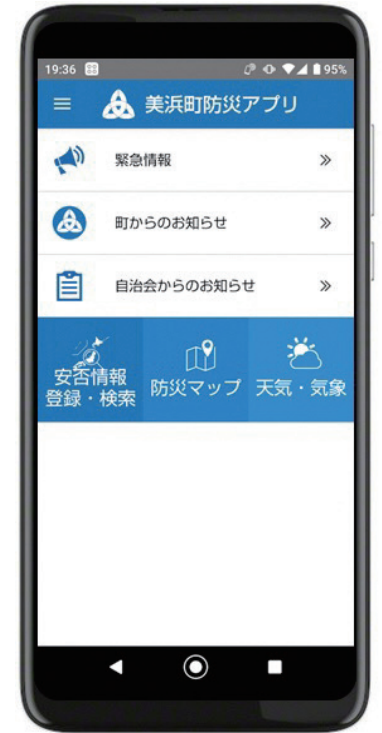 19:36 95%
美浜町防災アプリ
緊急情報
町からのお知らせ
自治会からのお知らせ
安否情報
登録・検索
防災マップ
天気・気象